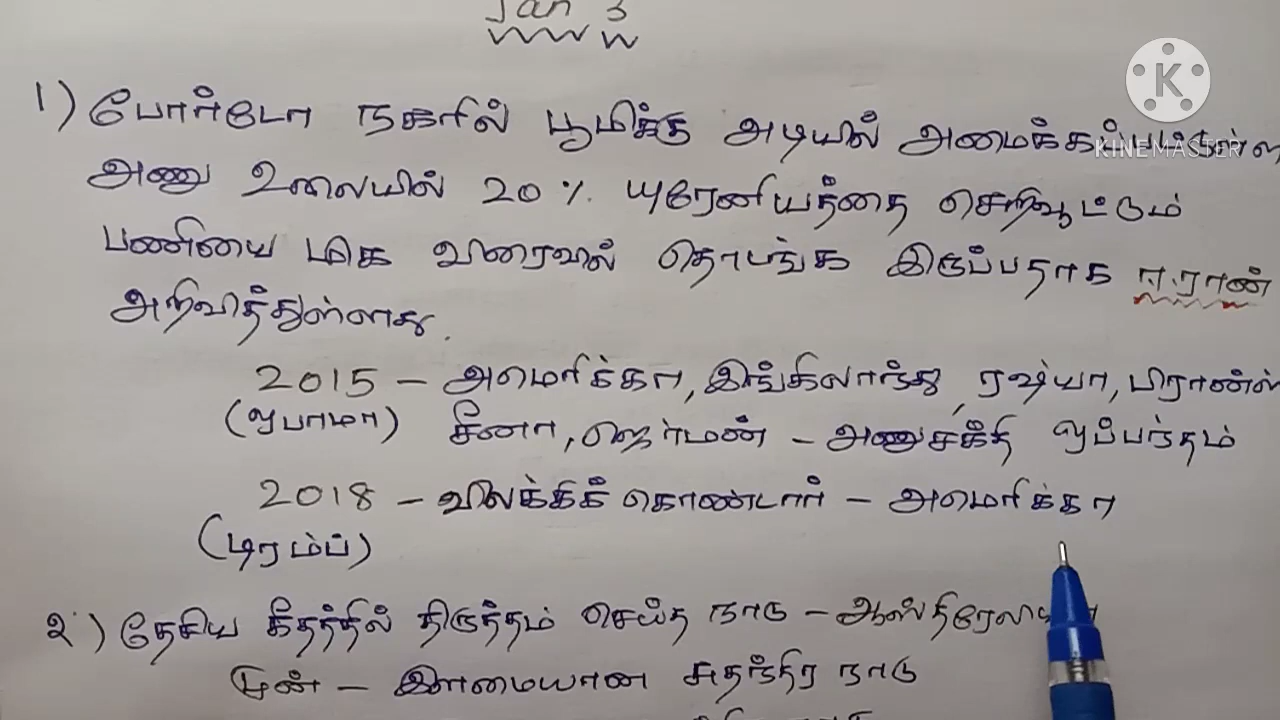 Jan 3
K
KINEMASTER
1) போர்டோ நகரில் பூமிக்கு அடியில் அமைக்கப்பட்டுள்ள
அணு உலையில் 20 % யுரேனியத்தை செறிவூட்டும்
பணியை மிக விரைவில் தொடங்க இருப்பதாக ஈரான்
அறிவித்துள்ளது.
2015 – அமெரிக்கா, இங்கிலாந்து, ரஷ்யா, பிரான்ஸ்
(ஒபாமா) சீனா, ஜெர்மன் – அணுசக்தி ஒப்பந்தம்
2018 – விலக்கிக் கொண்டார் – அமெரிக்கா
(டிரம்ப்)
2) தேசிய கீதத்தில் திருத்தம் செய்த நாடு – ஆஸ்திரேலியா
முன் – இளமையான சுதந்திர நாடு